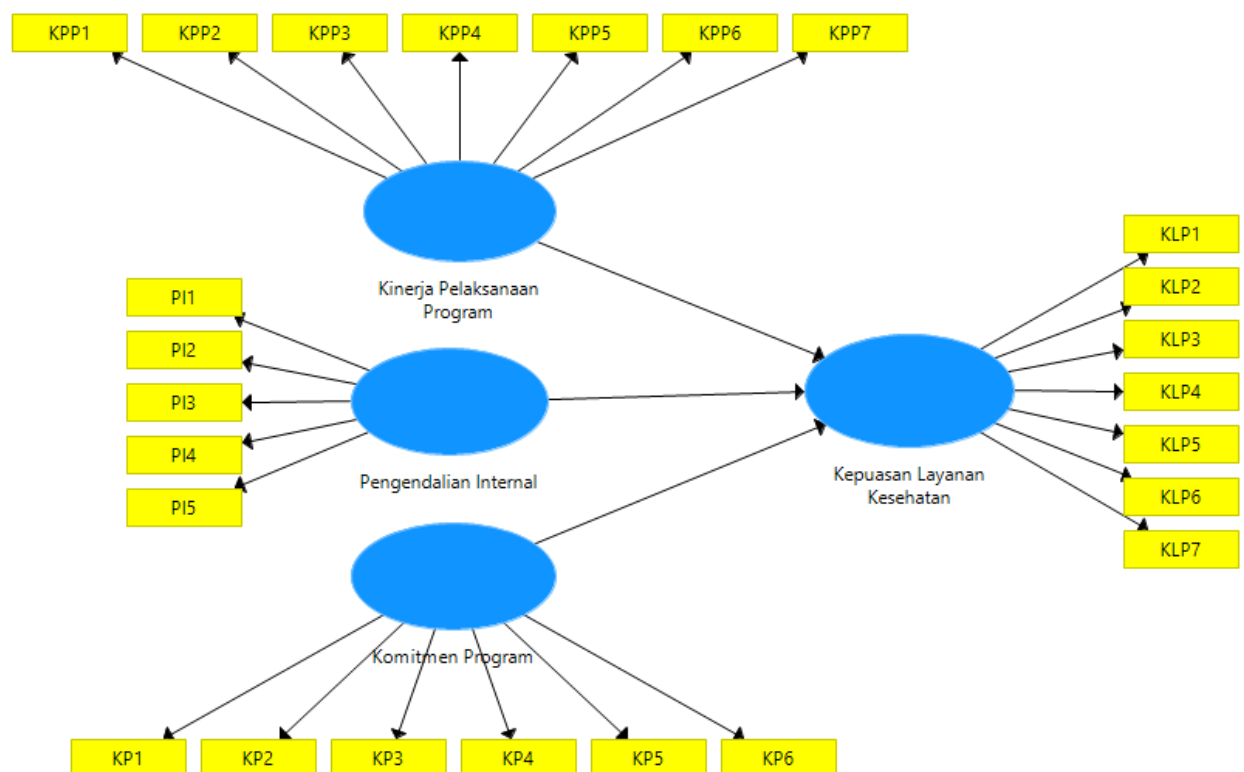 KPP1
KPP2
KPP3
KPP4
KPP5
KPP6
KPP7
Kinerja Pelaksanaan
Program
PI1
PI2
PI3
PI4
PI5
Pengendalian Internal
KLP1
KLP2
KLP3
KLP4
KLP5
KLP6
KLP7
Kepuasan Layanan
Kesehatan
Komitmen Program
KP1
KP2
KP3
KP4
KP5
KP6